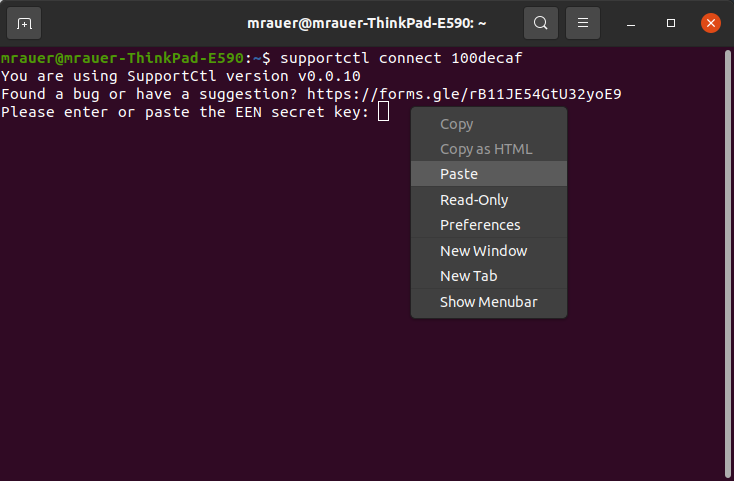 mrauer@mrauer-ThinkPad-E590: ~
mrauer@mrauer-ThinkPad-E590:~$ supportctl connect 100decaf
You are using SupportCtl version v0.0.10
Found a bug or have a suggestion? https://forms.gle/rB11JE54GtU32yoE9
Please enter or paste the EEN secret key:
Copy
Copy as HTML
Paste
Read-Only
Preferences
New Window
New Tab
Show Menubar